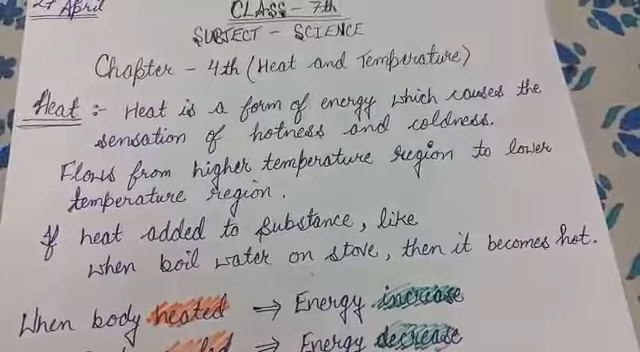 27 April
CLASS - 7th
SUBJECT - SCIENCE
Chapter - 4th (Heat and Temperature)
Heat :- Heat is a form of energy which causes the
sensation of hotness and coldness.
Flows from higher temperature region to lower
temperature region.
If heat added to substance, like
when boil water on stove, then it becomes hot.
When body heated ⇒ Energy increase
⇒ Energy decrease